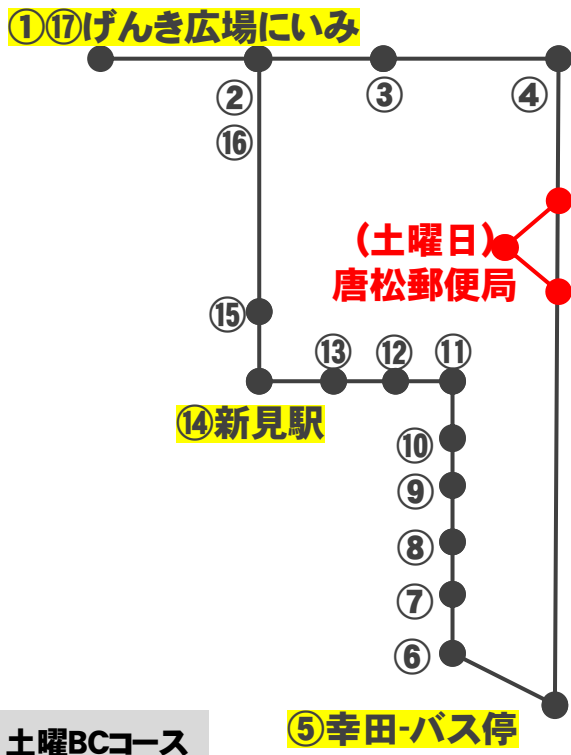 ①⑰げんき広場にいみ
②
③
④
⑯
(土曜日)
唐松郵便局
⑮
⑬
⑫
⑪
⑭新見駅
⑩
⑨
⑧
⑦
⑥
⑤幸田-バス停
土曜BCコース